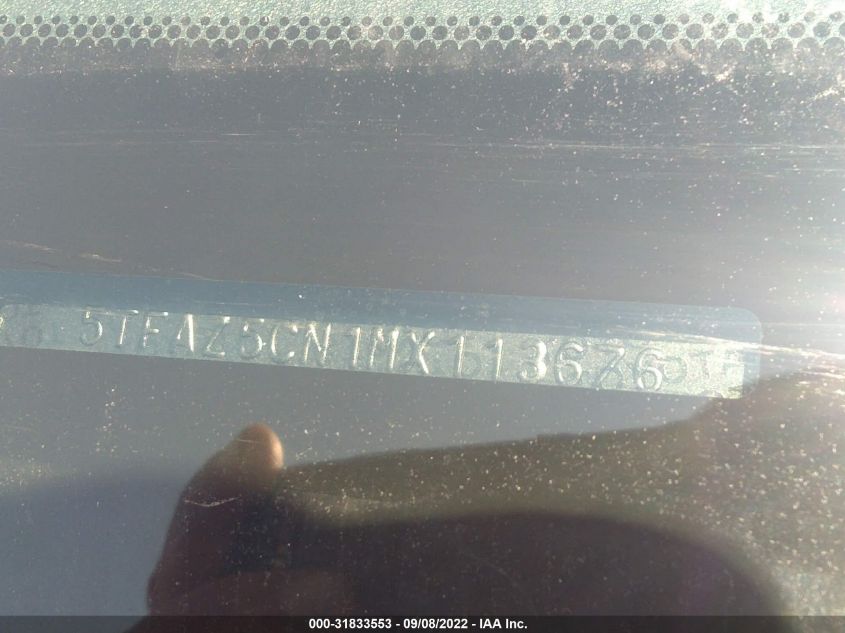 5TFAZ5CN1MX113676
000-31833553 - 09/08/2022 - IAA Inc.